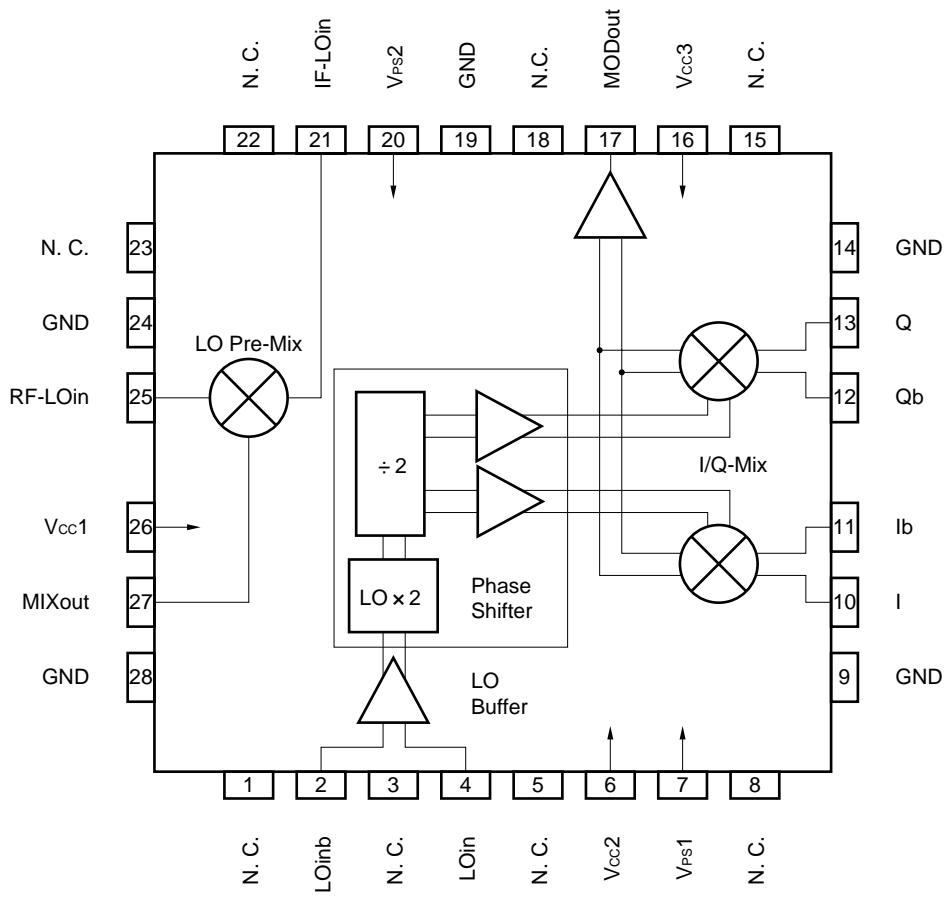 N. C.
IF-LOin
VPS2
GND
N.C.
MODout
VCC3
N. C.
22
21
20
19
18
17
16
15
N. C.
23
14
GND
GND
24
13
Q
LO Pre-Mix
RF-LOin
25
12
Qb
÷ 2
I/Q-Mix
VCC1
26
11
Ib
MIXout
27
LO × 2
Phase
Shifter
10
I
GND
28
LO
Buffer
9
GND
1
2
3
4
5
6
7
8
N. C.
LOinb
N. C.
LOin
N. C.
VCC2
VPS1
N. C.